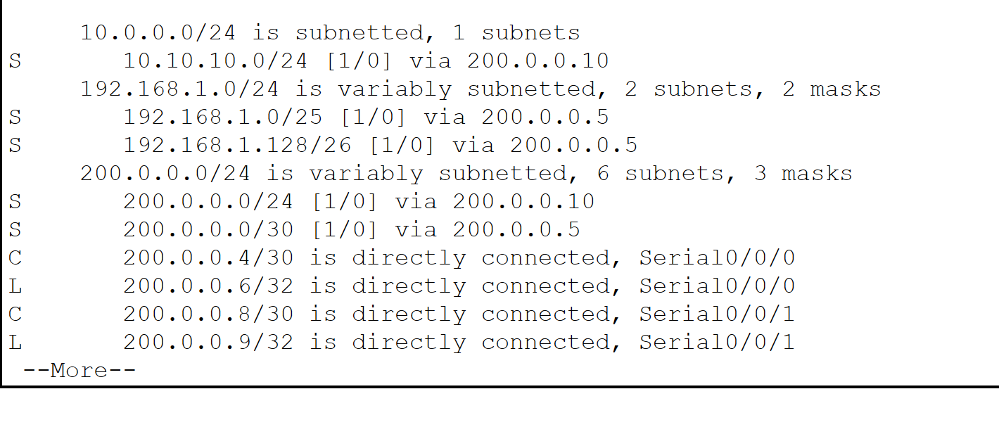 10.0.0.0/24 is subnetted, 1 subnets
S 10.10.10.0/24 [1/0] via 200.0.0.10
192.168.1.0/24 is variably subnetted, 2 subnets, 2 masks
S 192.168.1.0/25 [1/0] via 200.0.0.5
S 192.168.1.128/26 [1/0] via 200.0.0.5
200.0.0.0/24 is variably subnetted, 6 subnets, 3 masks
S 200.0.0.0/24 [1/0] via 200.0.0.10
S 200.0.0.0/30 [1/0] via 200.0.0.5
C 200.0.0.4/30 is directly connected, Serial0/0/0
L 200.0.0.6/32 is directly connected, Serial0/0/0
C 200.0.0.8/30 is directly connected, Serial0/0/1
L 200.0.0.9/32 is directly connected, Serial0/0/1
--More--